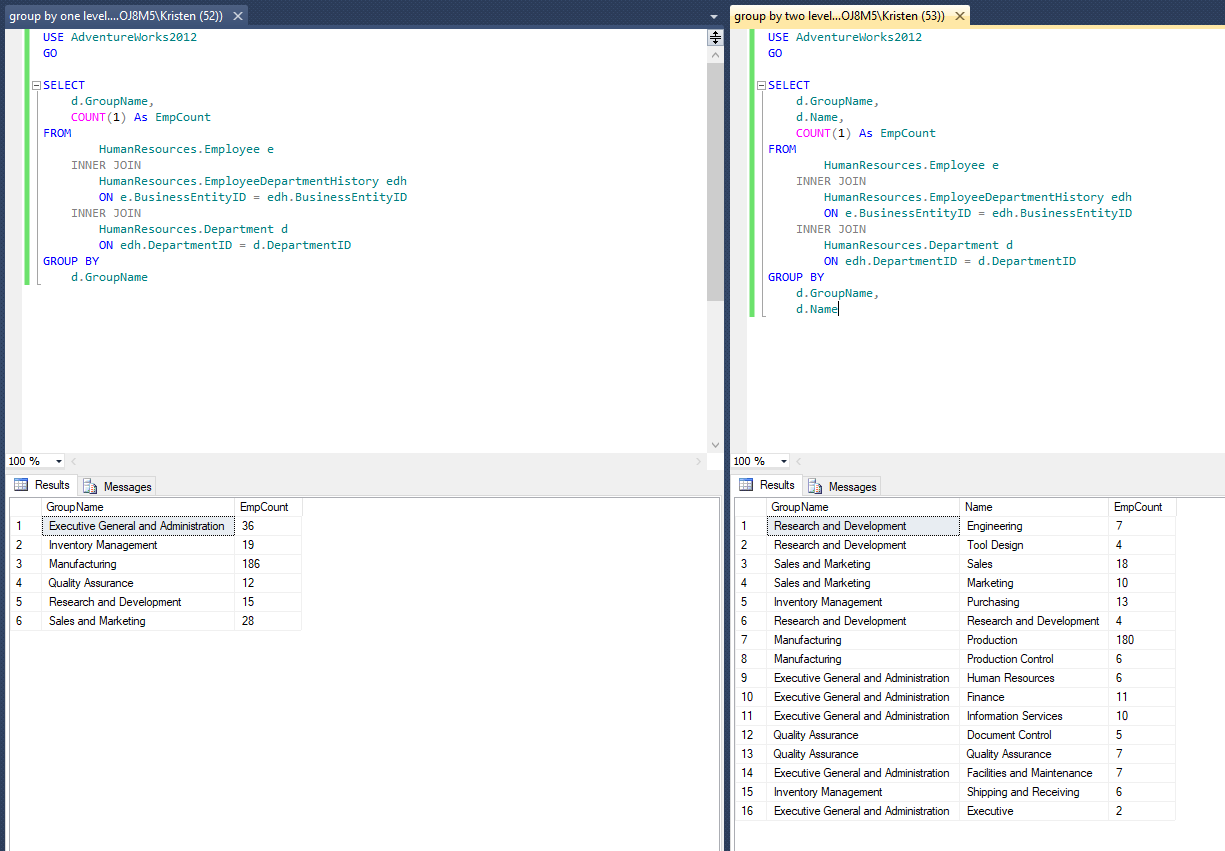 group by one level....OJ8M5\Kristen (52))
USE AdventureWorks2012
GO
SELECT
d.GroupName,
COUNT(1) As EmpCount
FROM
HumanResources.Employee e
INNER JOIN
HumanResources.EmployeeDepartmentHistory edh
ON e.BusinessEntityID = edh.BusinessEntityID
INNER JOIN
HumanResources.Department d
ON edh.DepartmentID = d.DepartmentID
GROUP BY
d.GroupName
100 %
Results Messages
GroupName EmpCount
1 Executive General and Administration 36
2 Inventory Management 19
3 Manufacturing 186
4 Quality Assurance 12
5 Research and Development 15
6 Sales and Marketing 28
group by two level...OJ8M5\Kristen (53))
USE AdventureWorks2012
GO
SELECT
d.GroupName,
d.Name,
COUNT(1) As EmpCount
FROM
HumanResources.Employee e
INNER JOIN
HumanResources.EmployeeDepartmentHistory edh
ON e.BusinessEntityID = edh.BusinessEntityID
INNER JOIN
HumanResources.Department d
ON edh.DepartmentID = d.DepartmentID
GROUP BY
d.GroupName,
d.Name
100 %
Results Messages
GroupName Name EmpCount
1 Research and Development Engineering 7
2 Research and Development Tool Design 4
3 Sales and Marketing Sales 18
4 Sales and Marketing Marketing 10
5 Inventory Management Purchasing 13
6 Research and Development Research and Development 4
7 Manufacturing Production 180
8 Manufacturing Production Control 6
9 Executive General and Administration Human Resources 6
10 Executive General and Administration Finance 11
11 Executive General and Administration Information Services 10
12 Quality Assurance Document Control 5
13 Quality Assurance Quality Assurance 7
14 Executive General and Administration Facilities and Maintenance 7
15 Inventory Management Shipping and Receiving 6
16 Executive General and Administration Executive 2